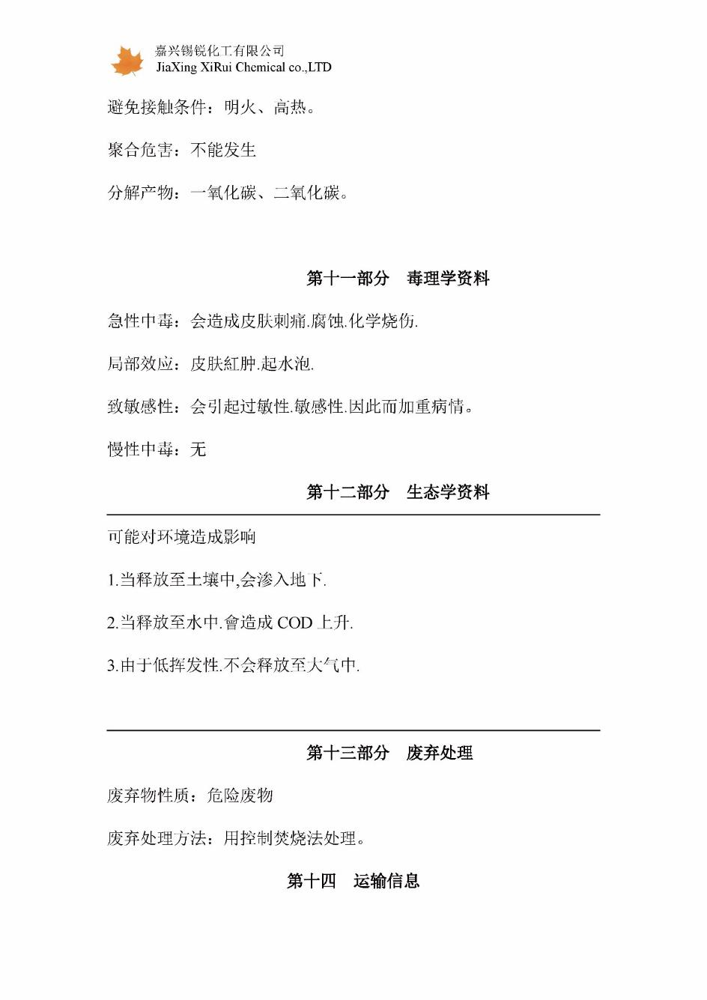 嘉兴锡锐化工有限公司
JiaXing XiRui Chemical co.,LTD
避免接触条件：明火、高热。
聚合危害：不能发生
分解产物：一氧化碳、二氧化碳。
第十一部分 毒理学资料
急性中毒：会造成皮肤刺痛.腐蚀.化学烧伤.
局部效应：皮肤紅肿.起水泡.
致敏感性：会引起过敏性.敏感性.因此而加重病情。
慢性中毒：无
第十二部分 生态学资料
可能对环境造成影响
1.当释放至土壤中,会渗入地下.
2.当释放至水中.會造成 COD 上升.
3.由于低挥发性.不会释放至大气中.
第十三部分 废弃处理
废弃物性质：危险废物
废弃处理方法：用控制焚烧法处理。
第十四 运输信息